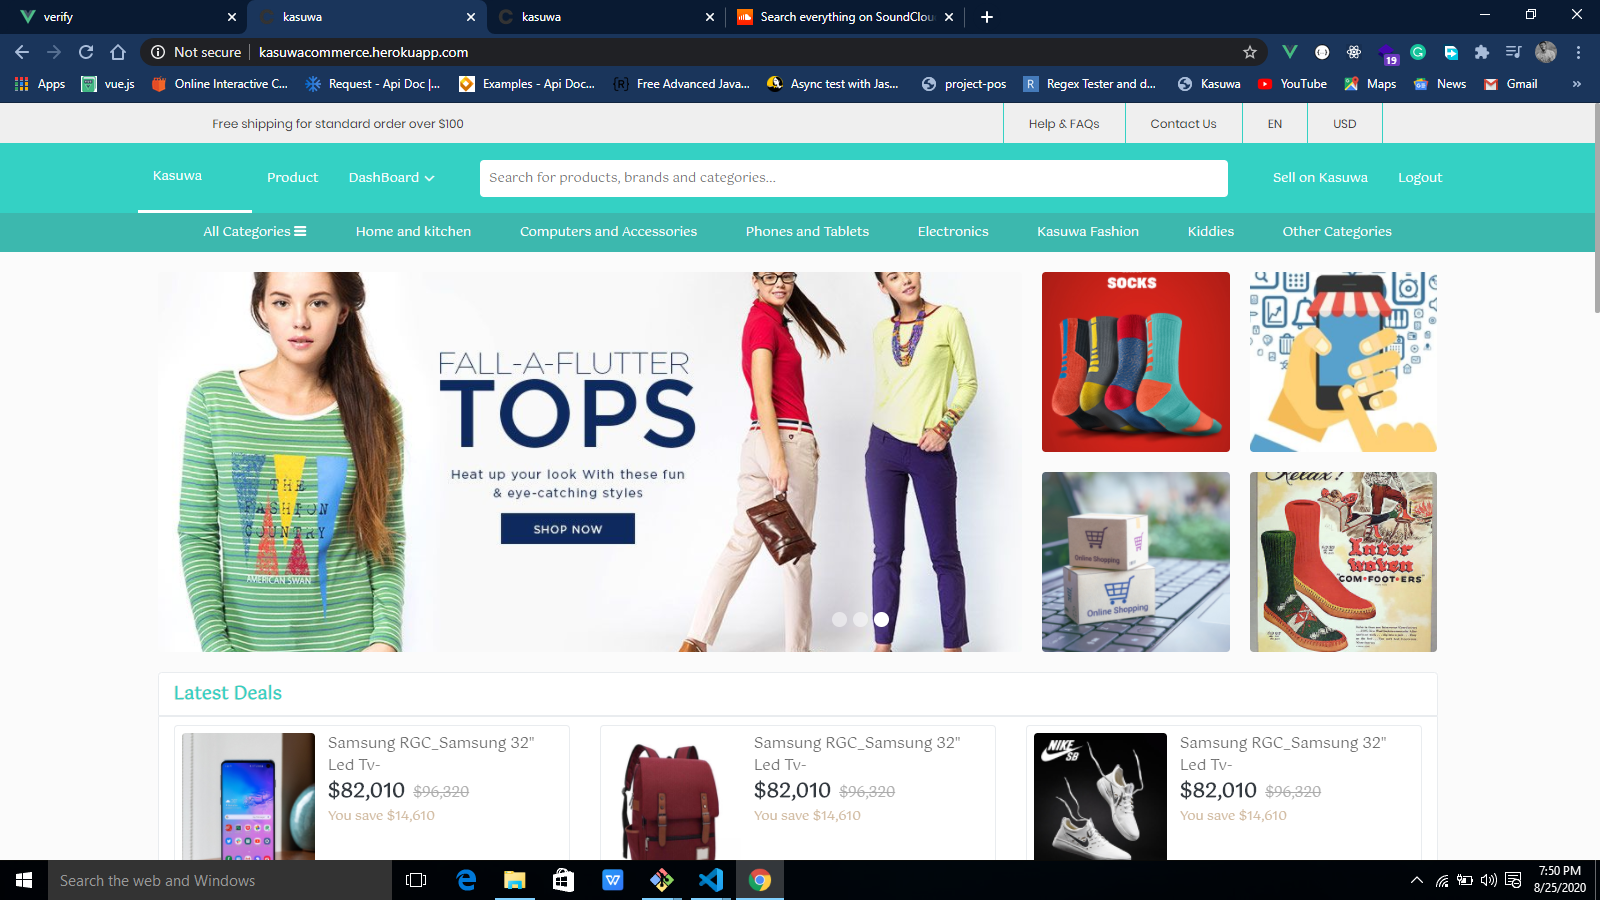 verify
kasuwa
kasuwa
Search everything on SoundClou
Not secure
kasuwacommerce.herokuapp.com
19
Apps
vue.js
Online Interactive C...
Request - Api Doc |...
Examples - Api Doc...
Free Advanced Java...
Async test with Jas...
project-pos
Regex Tester and d...
Kasuwa
YouTube
Maps
News
Gmail
»
Free shipping for standard order over $100
Help & FAQs
Contact Us
EN
USD
Kasuwa
Product
DashBoard
Search for products, brands and categories...
Sell on Kasuwa
Logout
All Categories
Home and kitchen
Computers and Accessories
Phones and Tablets
Electronics
Kasuwa Fashion
Kiddies
Other Categories
FALL-A-FLUTTER
TOPS
Heat up your look With these fun
& eye-catching styles
SHOP NOW
THE
FASHION
COUNTRY
AMERICAN SWAN
SOCKS
Online Shopping
Online Shopping
Relax!
Inter
woven
"COM•FOOT•ERS"
Latest Deals
Samsung RGC_Samsung 32"
Led Tv-
$82,010 $96,320
You save $14,610
Samsung RGC_Samsung 32"
Led Tv-
$82,010 $96,320
You save $14,610
NIKE
SB
Samsung RGC_Samsung 32"
Led Tv-
$82,010 $96,320
You save $14,610
Search the web and Windows
7:50 PM
8/25/2020